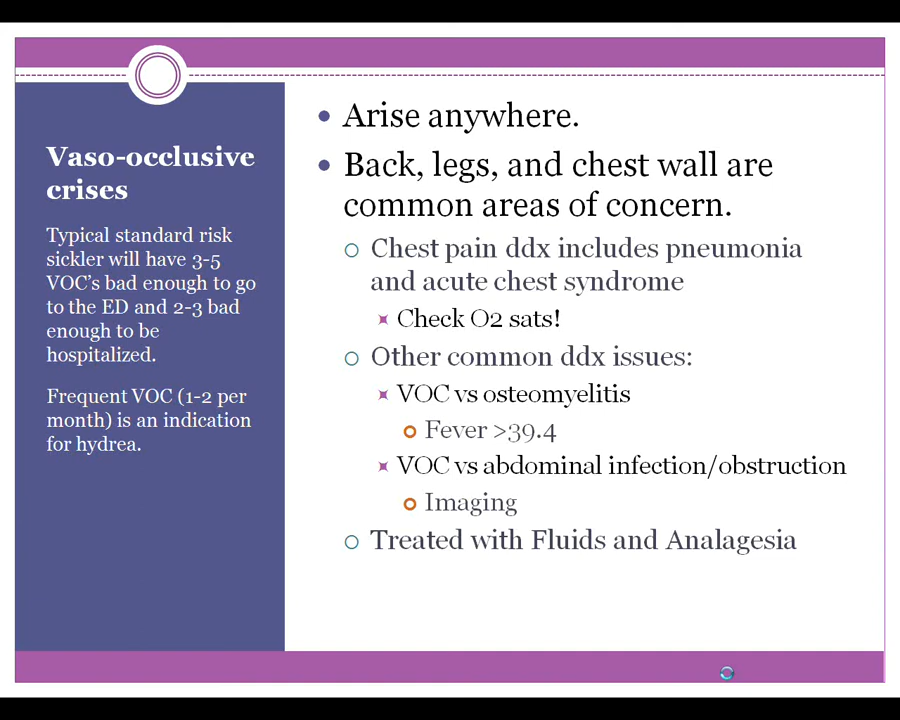 Vaso-occlusive
crises
Typical standard risk
sickler will have 3-5
VOC's bad enough to go
to the ED and 2-3 bad
enough to be
hospitalized.
Frequent VOC (1-2 per
month) is an indication
for hydrea.
Arise anywhere.
Back, legs, and chest wall are
common areas of concern.
Chest pain ddx includes pneumonia
and acute chest syndrome
Check O2 sats!
Other common ddx issues:
VOC vs osteomyelitis
Fever >39.4
VOC vs abdominal infection/obstruction
Imaging
Treated with Fluids and Analagesia